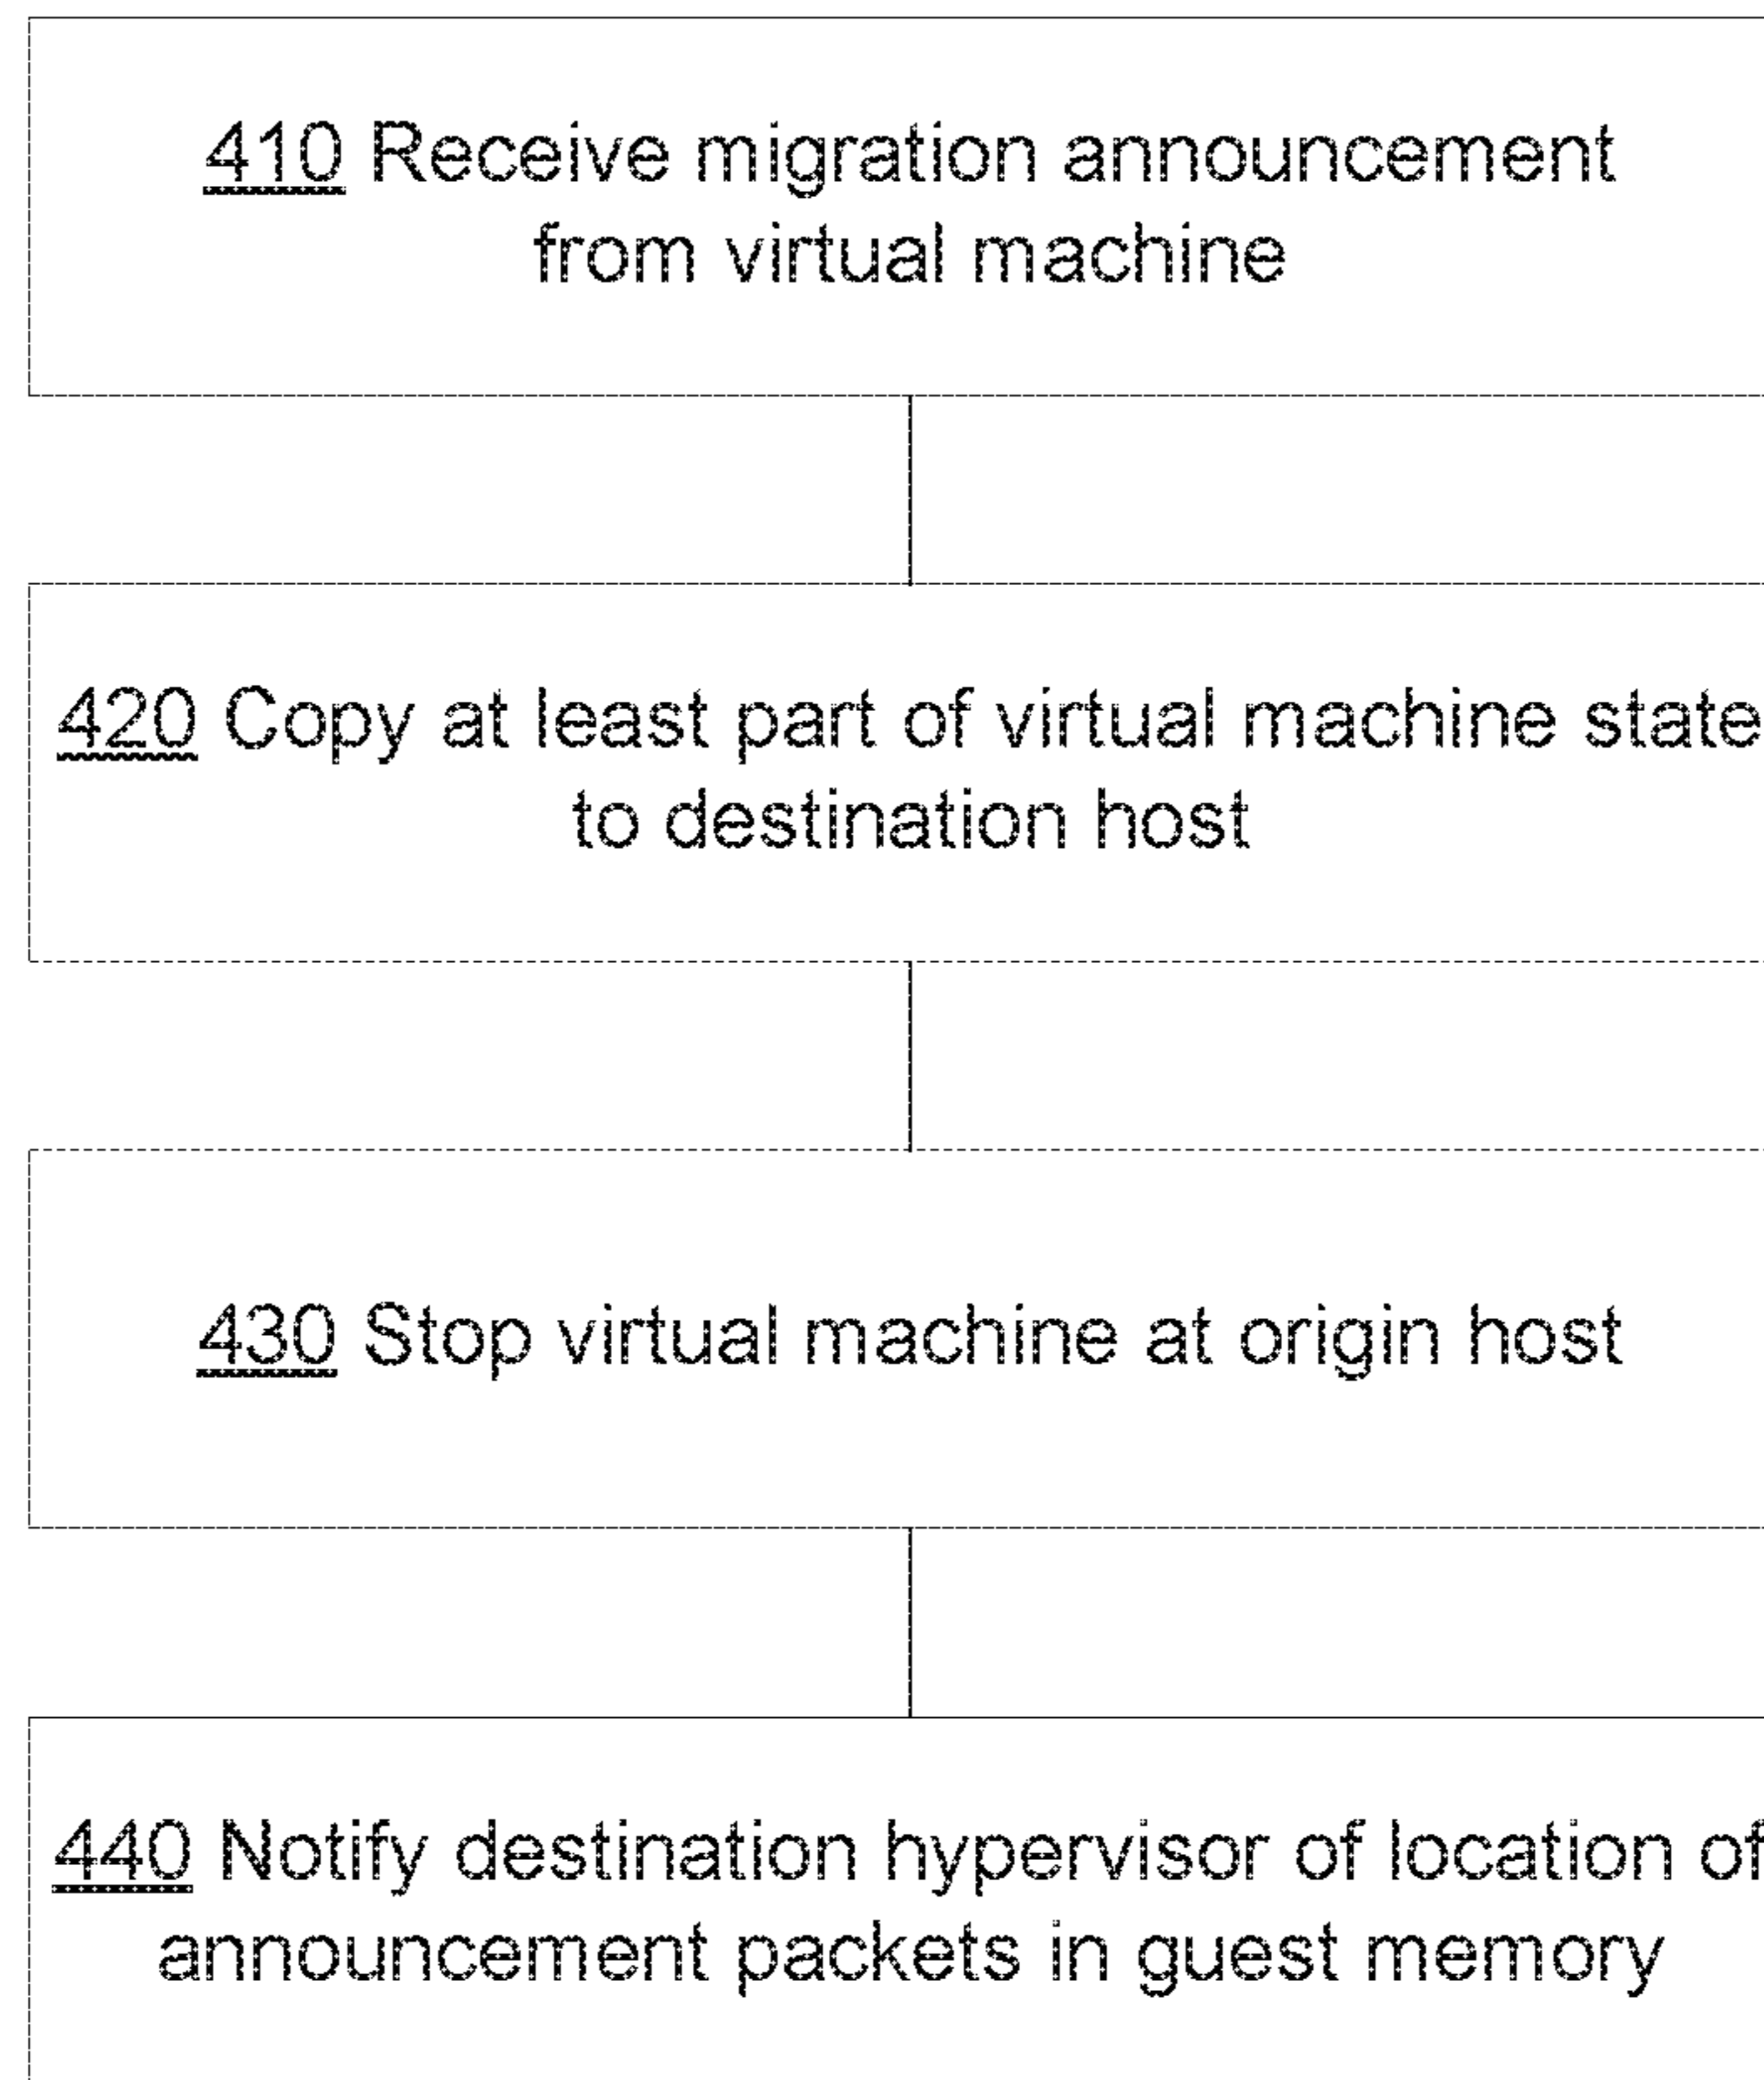 410 Receive migration announcement
from virtual machine
420 Copy at least part of virtual machine state
to destination host
430 Stop virtual machine at origin host
440 Notify destination hypervisor of location of
announcement packets in guest memory